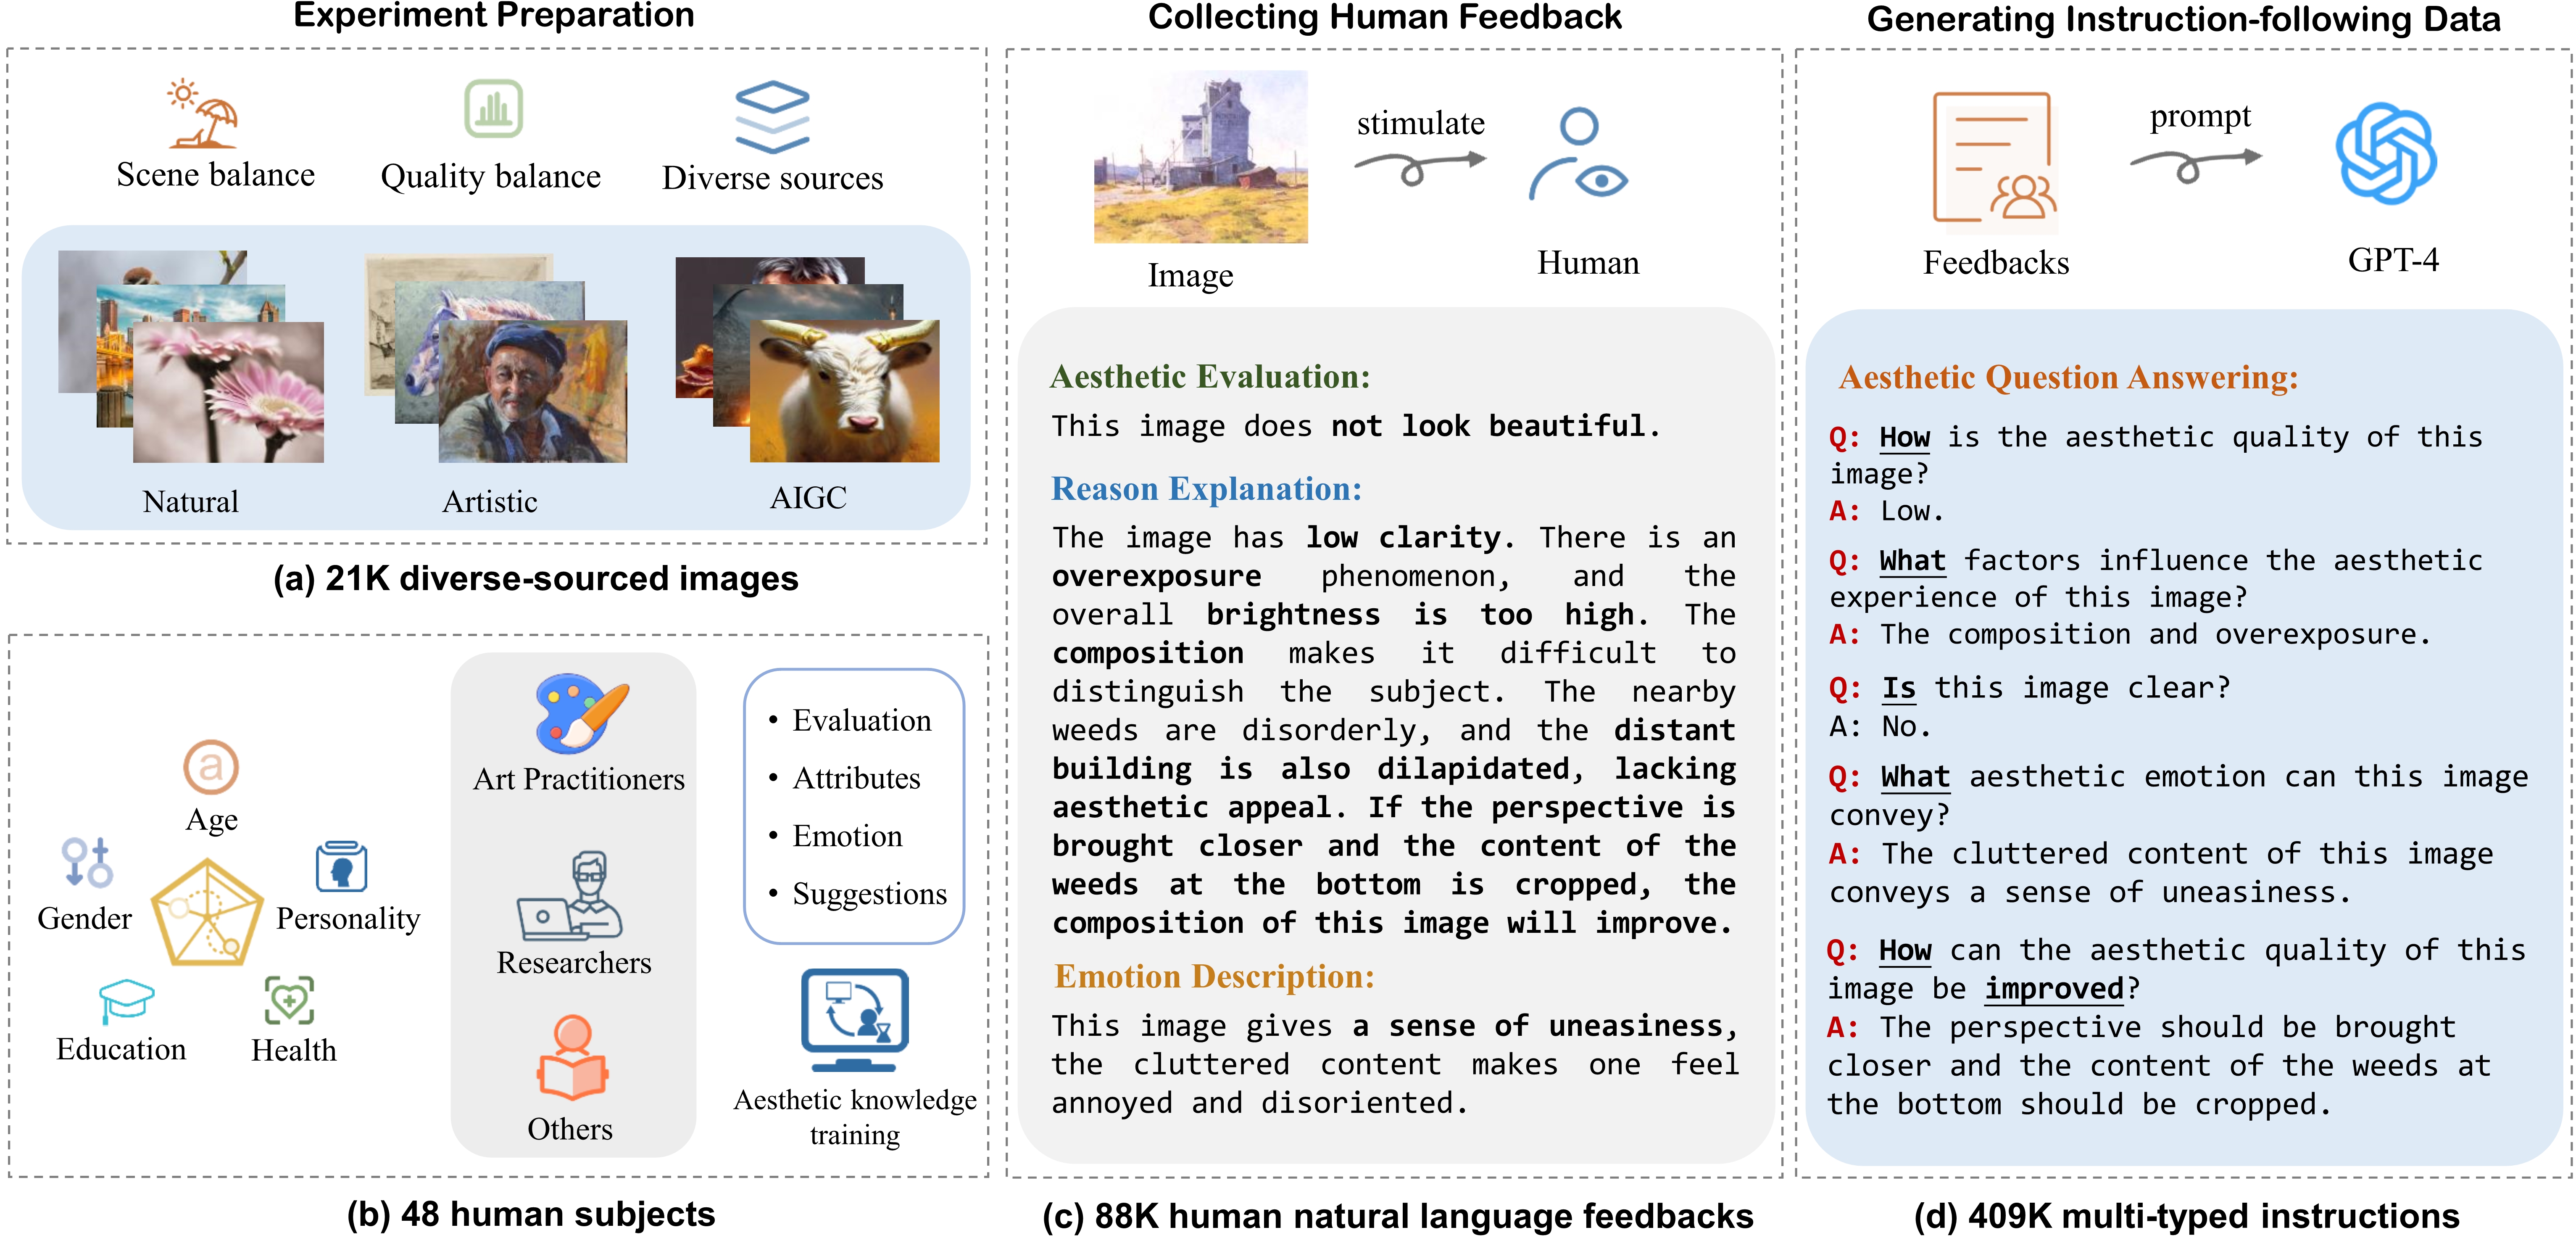 Experiment Preparation
Scene balance
Quality balance
Diverse sources
Natural
Artistic
AIGC
(a) 21K diverse-sourced images
a
Age
Gender
Personality
Education
Health
Art Practitioners
Researchers
Others
• Evaluation
• Attributes
• Emotion
• Suggestions
Aesthetic knowledge
training
(b) 48 human subjects
Collecting Human Feedback
stimulate
Image
Human
Aesthetic Evaluation:
This image does not look beautiful.
Reason Explanation:
The image has low clarity. There is an
overexposure phenomenon, and the
overall brightness is too high. The
composition makes it difficult to
distinguish the subject. The nearby
weeds are disorderly, and the distant
building is also dilapidated, lacking
aesthetic appeal. If the perspective is
brought closer and the content of the
weeds at the bottom is cropped, the
composition of this image will improve.
Emotion Description:
This image gives a sense of uneasiness,
the cluttered content makes one feel
annoyed and disoriented.
(c) 88K human natural language feedbacks
Generating Instruction-following Data
prompt
Feedbacks
GPT-4
Aesthetic Question Answering:
Q: How is the aesthetic quality of this
image?
A: Low.
Q: What factors influence the aesthetic
experience of this image?
A: The composition and overexposure.
Q: Is this image clear?
A: No.
Q: What aesthetic emotion can this image
convey?
A: The cluttered content of this image
conveys a sense of uneasiness.
Q: How can the aesthetic quality of this
image be improved?
A: The perspective should be brought
closer and the content of the weeds at
the bottom should be cropped.
(d) 409K multi-typed instructions